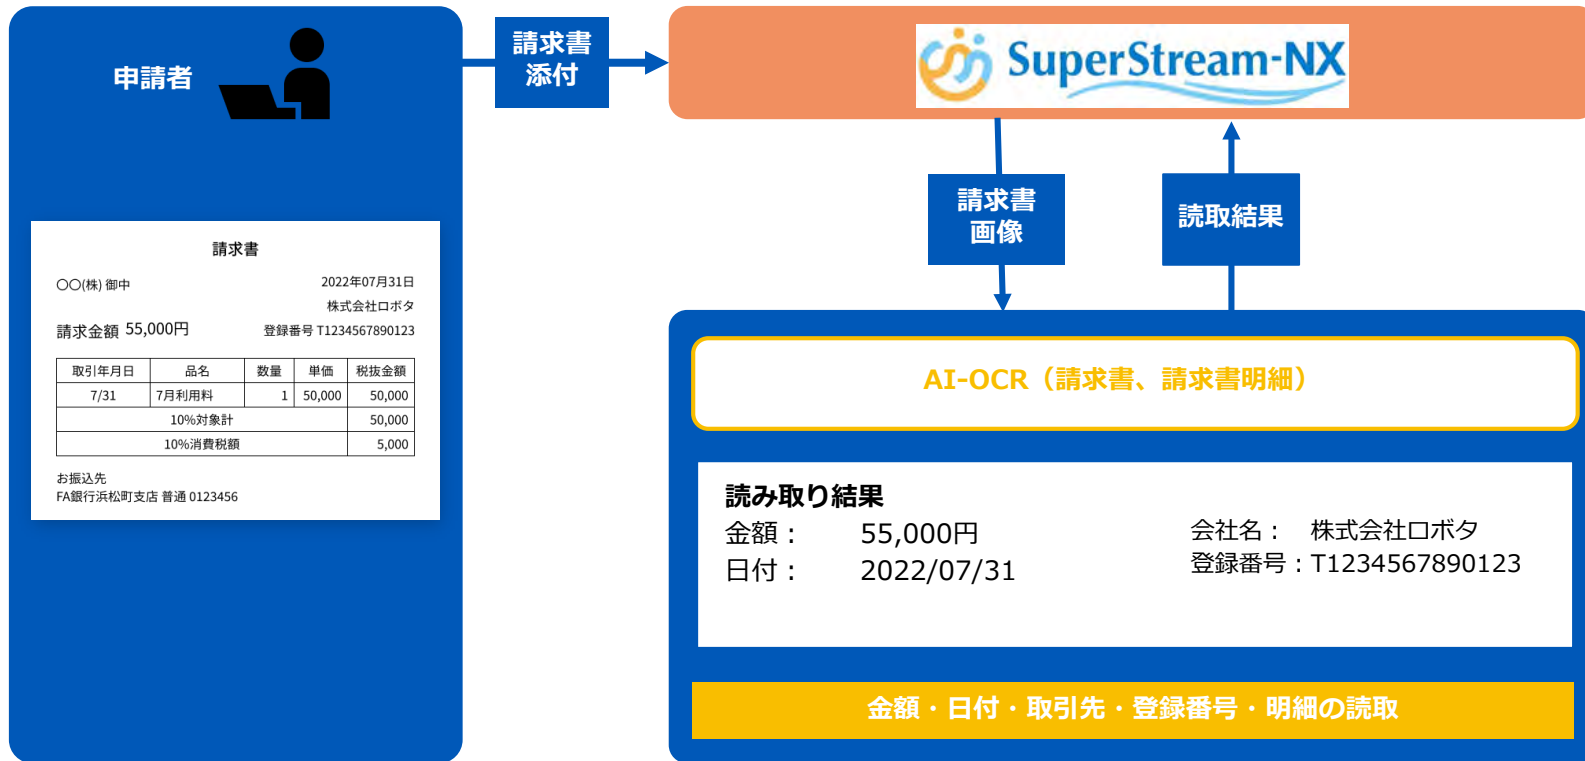 申請者
請求書
添付
SuperStream-NX
請求書
画像
読取結果
請求書
〇〇(株) 御中
2022年07月31日
株式会社ロボタ
請求金額 55,000円
登録番号 T1234567890123
取引年月日 品名 数量 単価 税抜金額
7/31 7月利用料 1 50,000 50,000
10%対象計 50,000
10%消費税額 5,000
お振込先
FA銀行浜松町支店 普通 0123456
AI-OCR（請求書、請求書明細）
読み取り結果
金額： 55,000円
日付： 2022/07/31
会社名： 株式会社ロボタ
登録番号：T1234567890123
金額・日付・取引先・登録番号・明細の読取